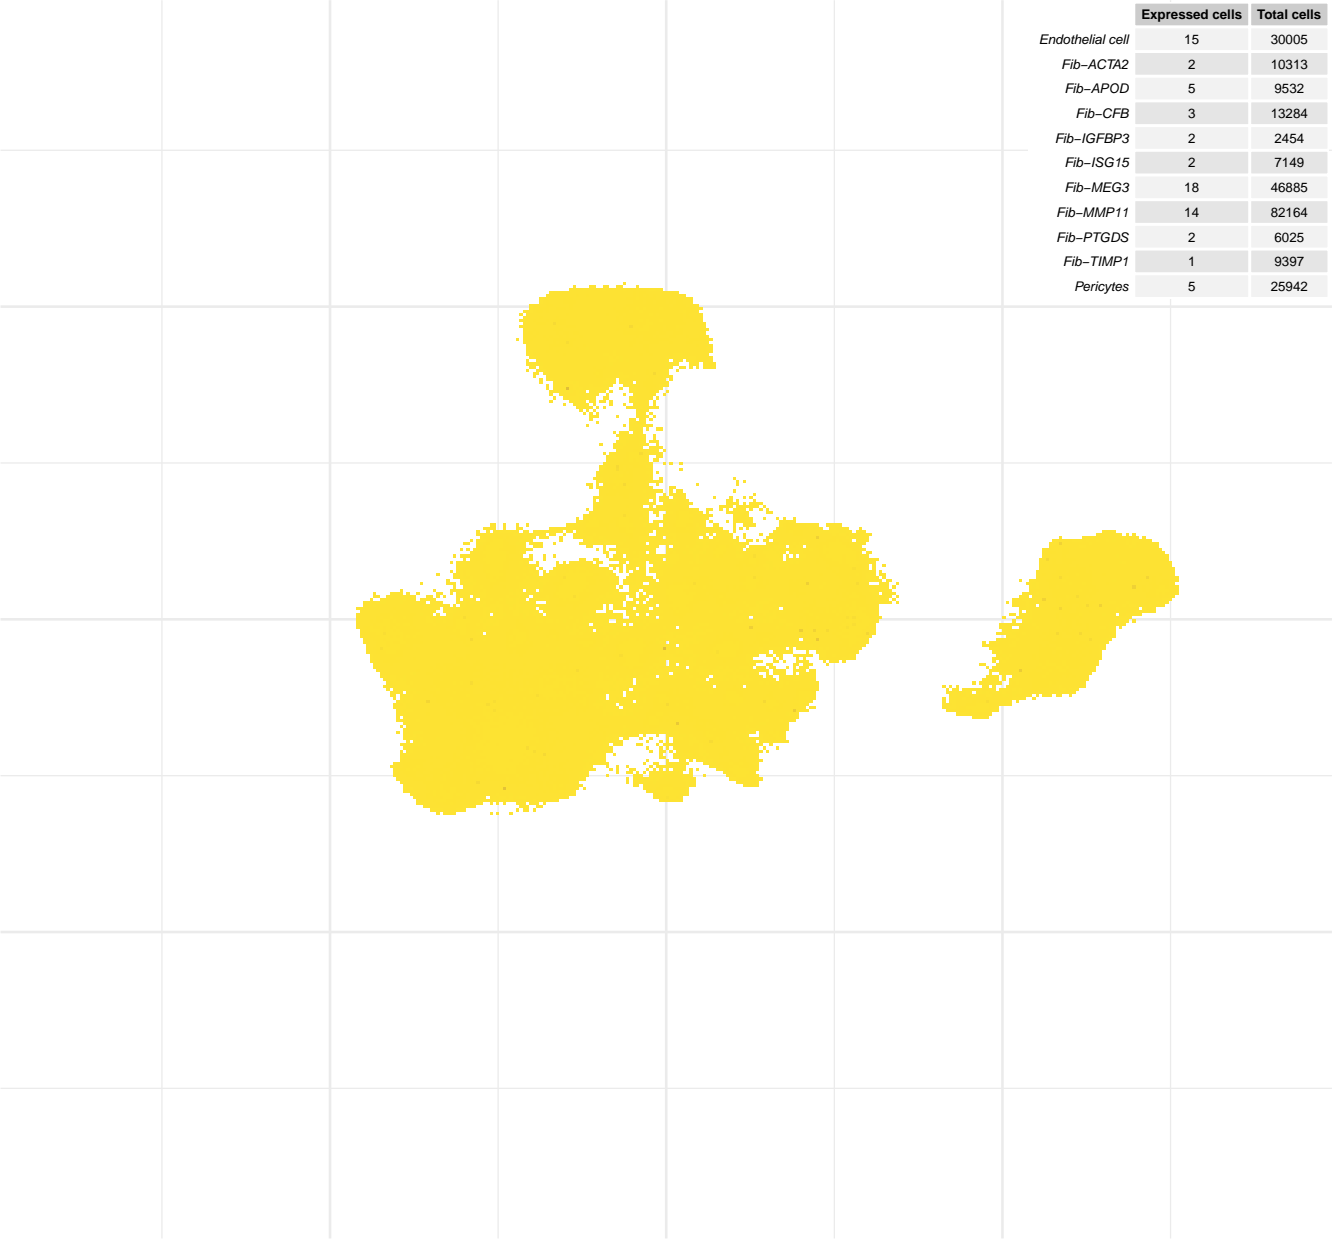 Expressed cells Total cells
Endothelial cell 15 30005
Fib−ACTA2 2 10313
Fib−APOD 5 9532
Fib−CFB 3 13284
Fib−IGFBP3 2 2454
Fib−ISG15 2 7149
Fib−MEG3 18 46885
Fib−MMP11 14 82164
Fib−PTGDS 2 6025
Fib−TIMP1 1 9397
Pericytes 5 25942